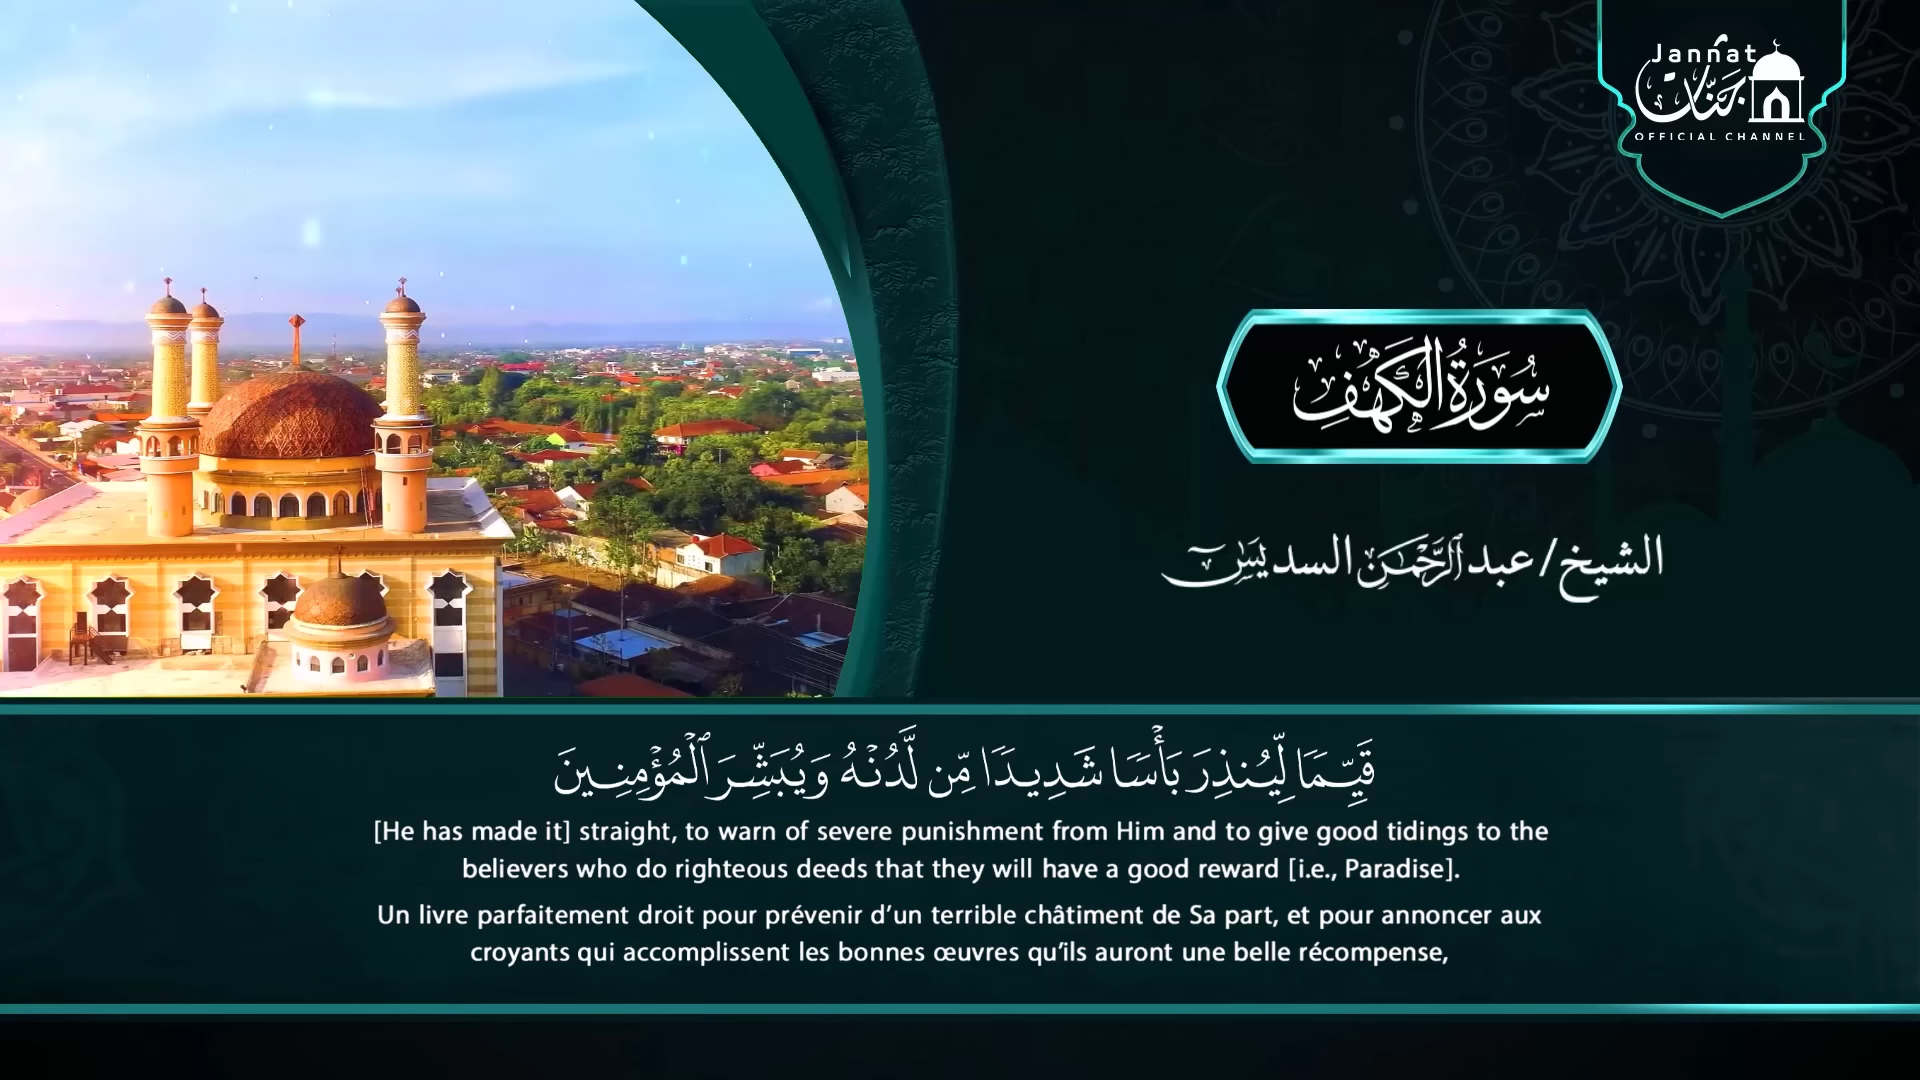 Jannat
جَنَّات
OFFICIAL CHANNEL
سُورَةُ الكَهْفِ
الشيخ / عبد الرَّحْمَٰن السديس
قَيِّمًا لِّيُنذِرَ بَأْسًا شَدِيدًا مِّن لَّدُنْهُ وَيُبَشِّرَ ٱلْمُؤْمِنِينَ
[He has made it] straight, to warn of severe punishment from Him and to give good tidings to the
believers who do righteous deeds that they will have a good reward [i.e., Paradise].
Un livre parfaitement droit pour prévenir d’un terrible châtiment de Sa part, et pour annoncer aux
croyants qui accomplissent les bonnes œuvres qu’ils auront une belle récompense,